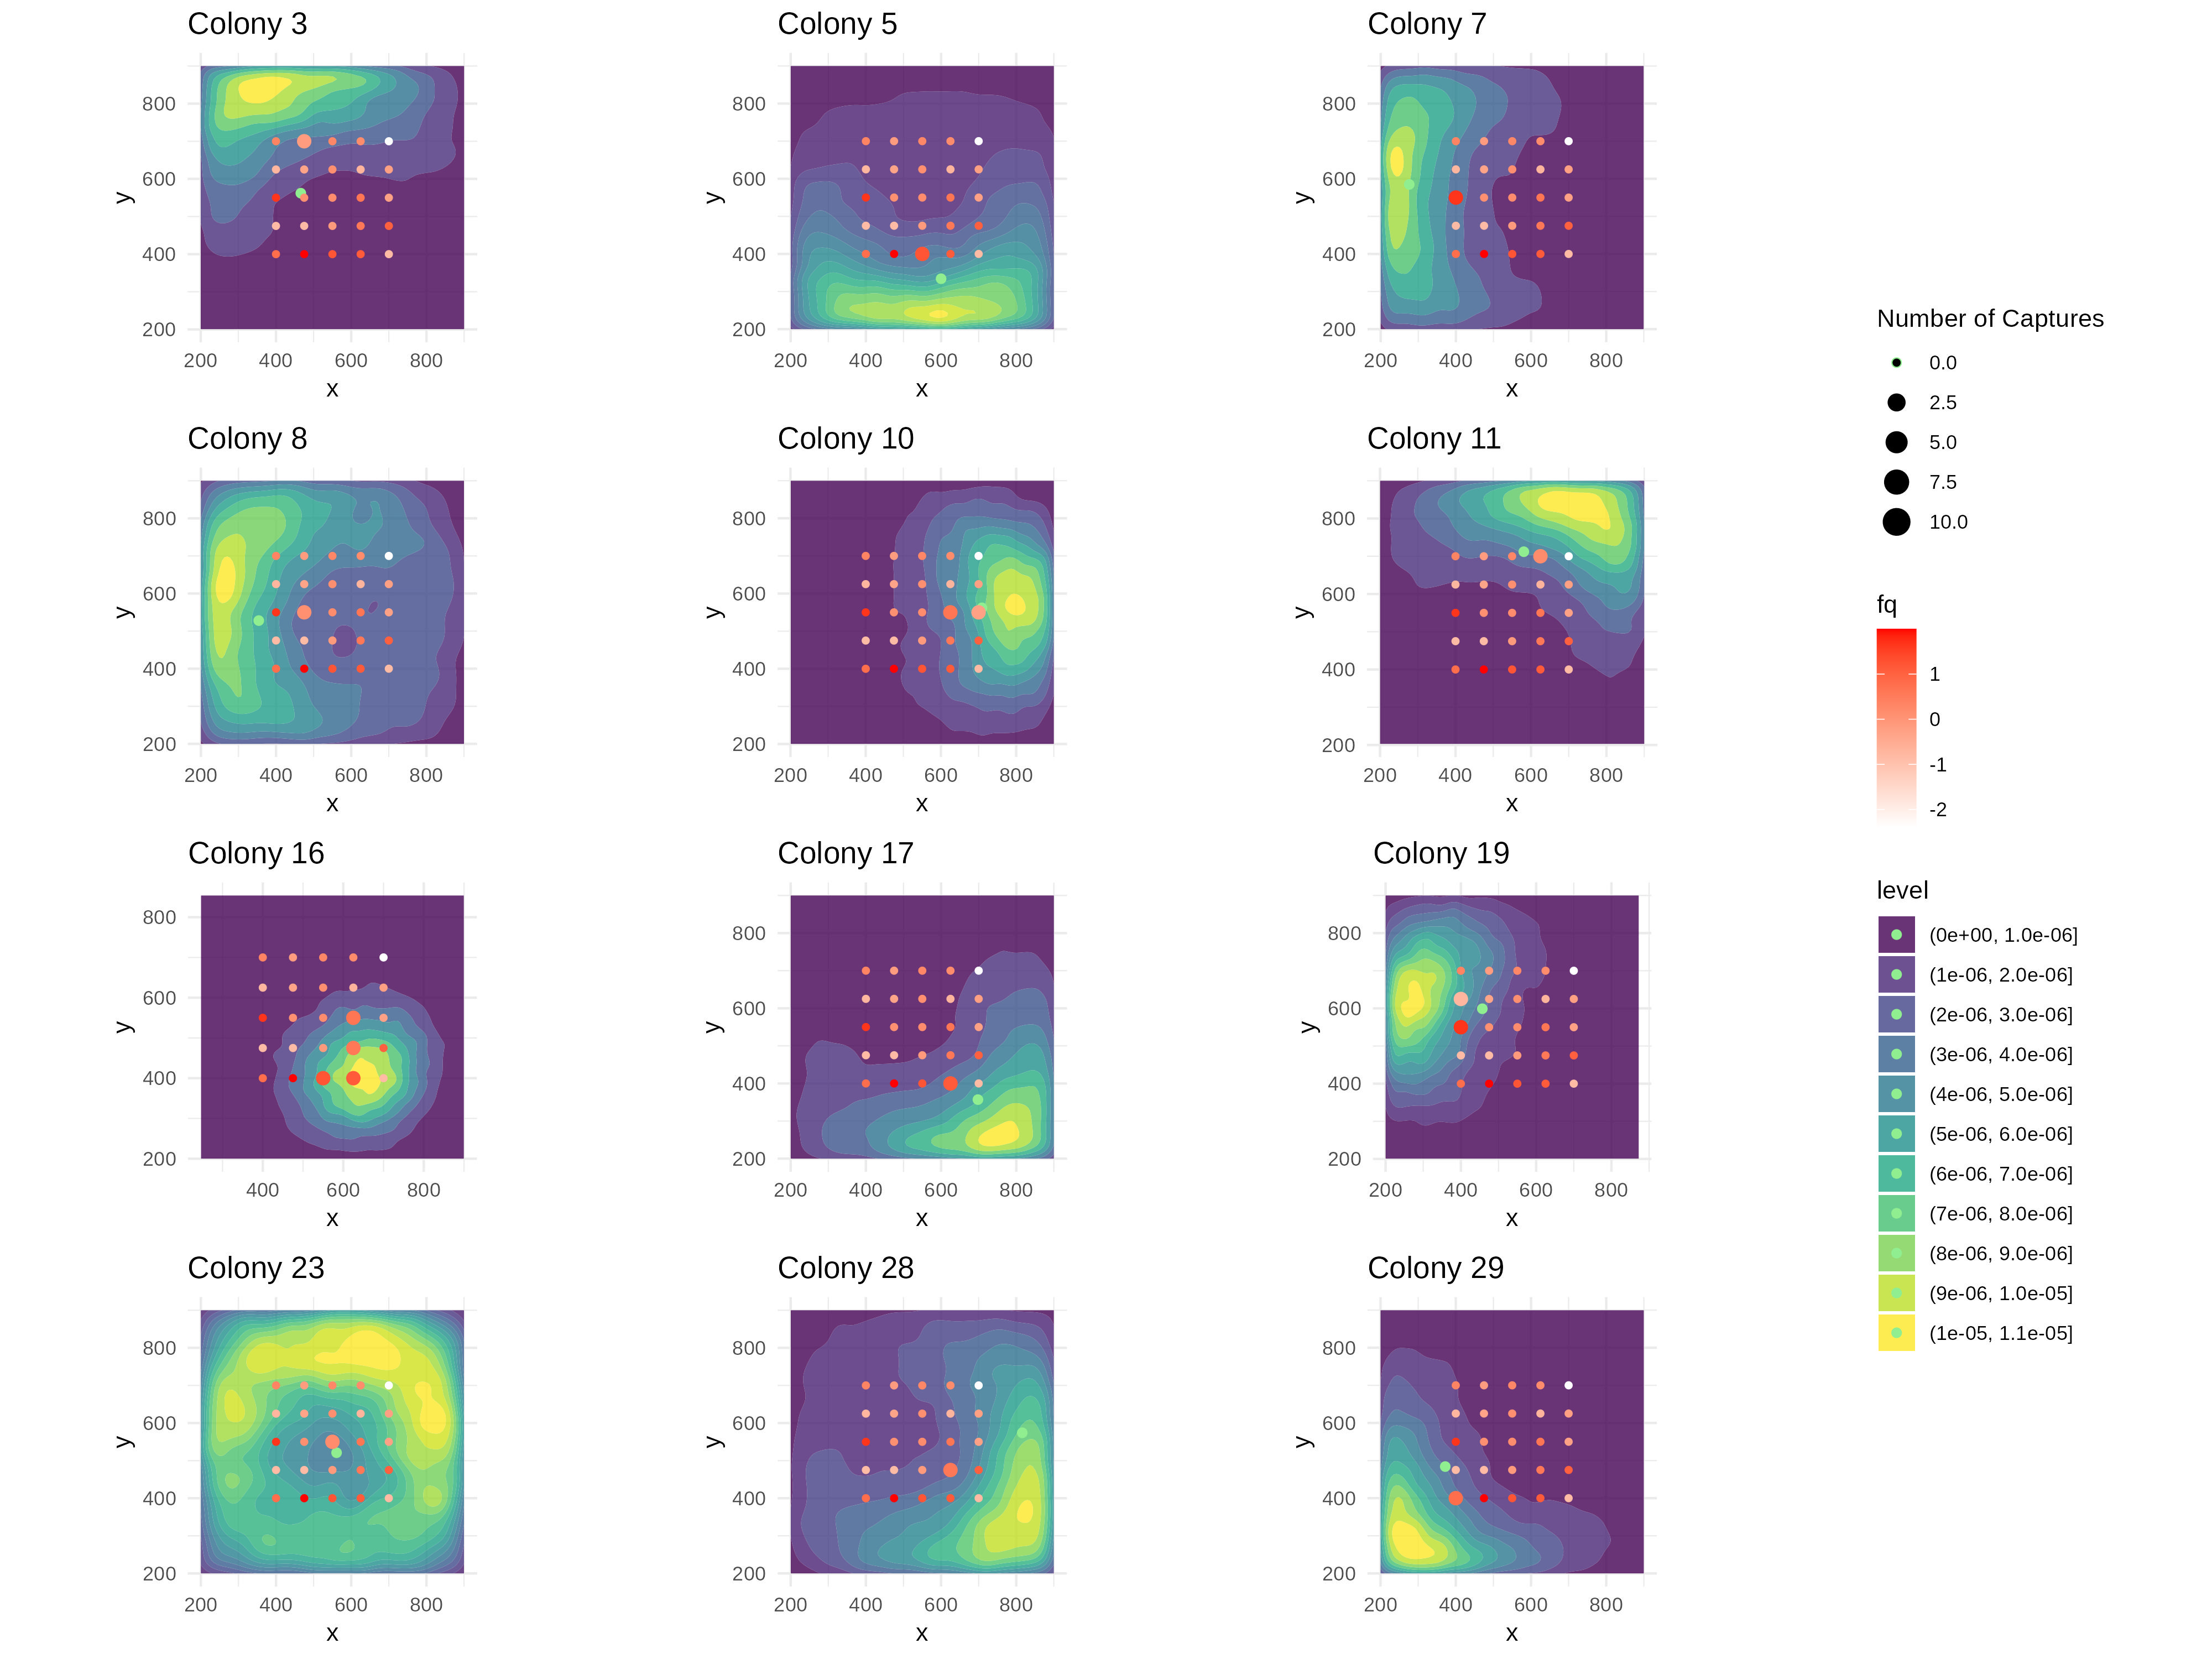 Colony 3
800
600
400
200
y
200 400 600 800
x
Colony 5
800
600
400
200
y
200 400 600 800
x
Colony 7
800
600
400
200
y
200 400 600 800
x
Colony 8
800
600
400
200
y
200 400 600 800
x
Colony 10
800
600
400
200
y
200 400 600 800
x
Colony 11
800
600
400
200
y
200 400 600 800
x
Colony 16
800
600
400
200
y
400 600 800
x
Colony 17
800
600
400
200
y
200 400 600 800
x
Colony 19
800
600
400
200
y
200 400 600 800
x
Colony 23
800
600
400
200
y
200 400 600 800
x
Colony 28
800
600
400
200
y
200 400 600 800
x
Colony 29
800
600
400
200
y
200 400 600 800
x
Number of Captures
0.0
2.5
5.0
7.5
10.0
fq
1
0
-1
-2
level
(0e+00, 1.0e-06]
(1e-06, 2.0e-06]
(2e-06, 3.0e-06]
(3e-06, 4.0e-06]
(4e-06, 5.0e-06]
(5e-06, 6.0e-06]
(6e-06, 7.0e-06]
(7e-06, 8.0e-06]
(8e-06, 9.0e-06]
(9e-06, 1.0e-05]
(1e-05, 1.1e-05]